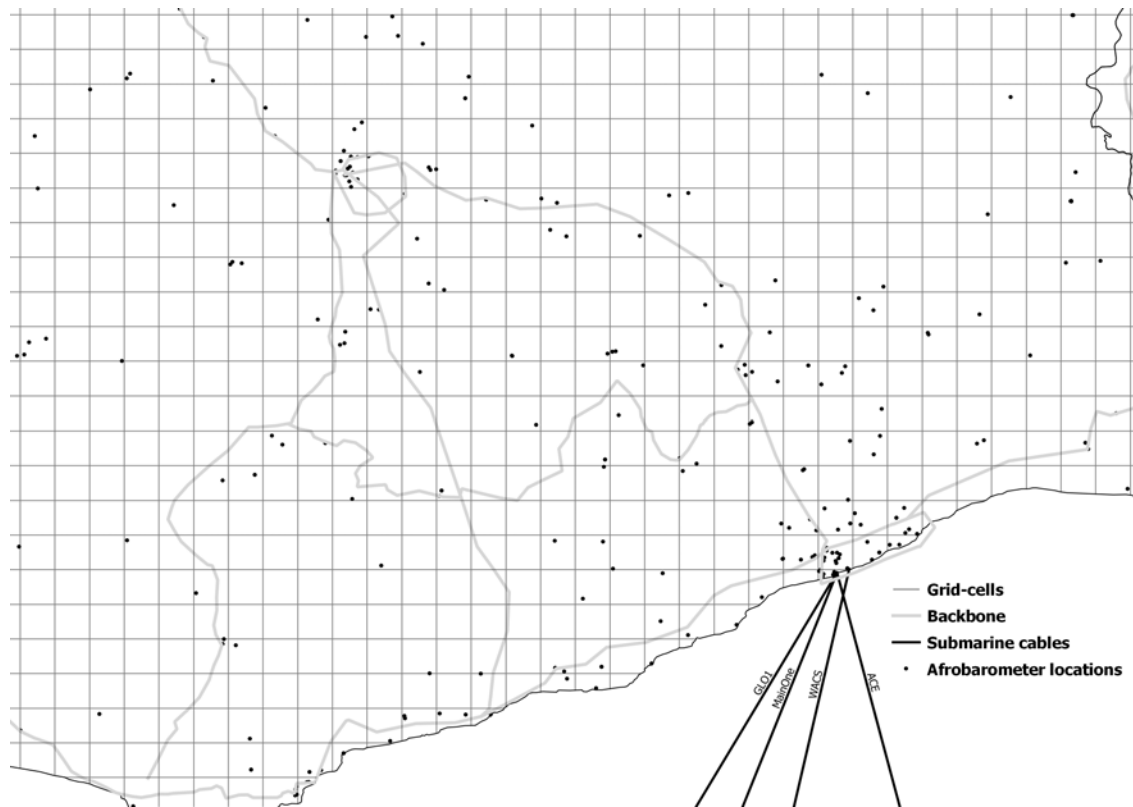 GLO1
MainOne
WACS
ACE
Grid-cells
Backbone
Submarine cables
Afrobarometer locations